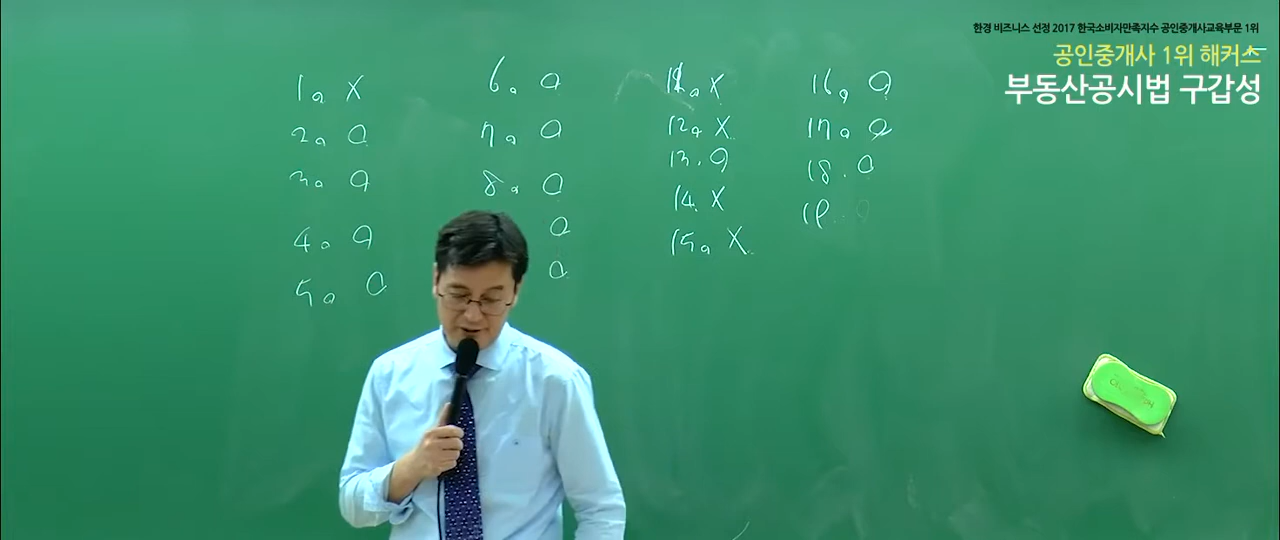 한경 비즈니스 선정 2017 한국소비자만족지수 공인중개사교육부문 1위
공인중개사 1위 해커스
부동산공시법 구갑성
1. X
2. O
3. O
4. O
5. O
6. O
7. O
8. O
O
O
11. X
12. X
13. O
14. X
15. X
16. O
17. O
18. O
19.